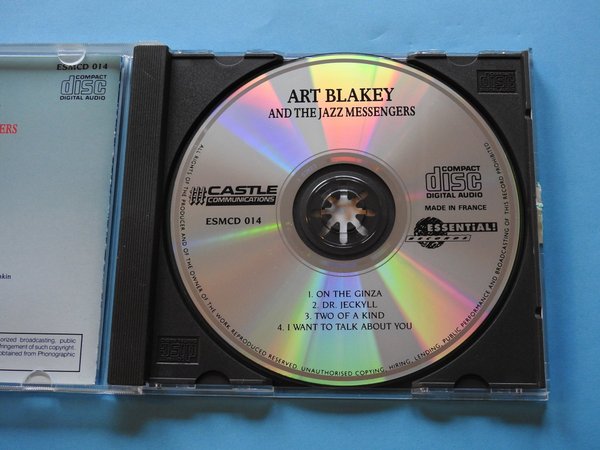 ESMCD 014
COMPACT
disc
DIGITAL AUDIO
ERS
kin
orized broadcasting, public
fringement of such copyright.
obtained from Phonographic
ART BLAKEY
AND THE JAZZ MESSENGERS
CASTLE
COMMUNICATIONS
ESMCD 014
COMPACT
disc
DIGITAL AUDIO
MADE IN FRANCE
ESSENTIAL!
RECORDS
1. ON THE GINZA
2. DR. JECKYLL
3. TWO OF A KIND
4. I WANT TO TALK ABOUT YOU
ALL RIGHTS OF THE PRODUCER AND OF THE OWNER OF THE WORK REPRODUCED RESERVED. UNAUTHORISED COPYING, HIRING, LENDING, PUBLIC PERFORMANCE AND BROADCASTING OF THIS RECORD PROHIBITED.